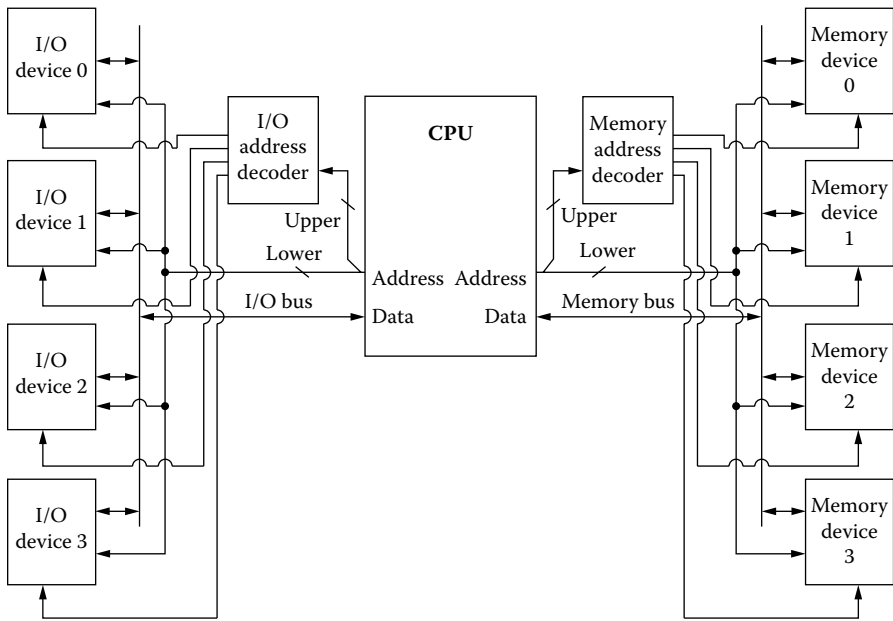 I/O
device 0
I/O
address
decoder
CPU
Memory
address
decoder
Memory
device
0
I/O
device 1
Upper
Upper
Memory
device
1
Lower
Lower
Address
Address
I/O bus
Data
Data
Memory bus
I/O
device 2
Memory
device
2
I/O
device 3
Memory
device
3